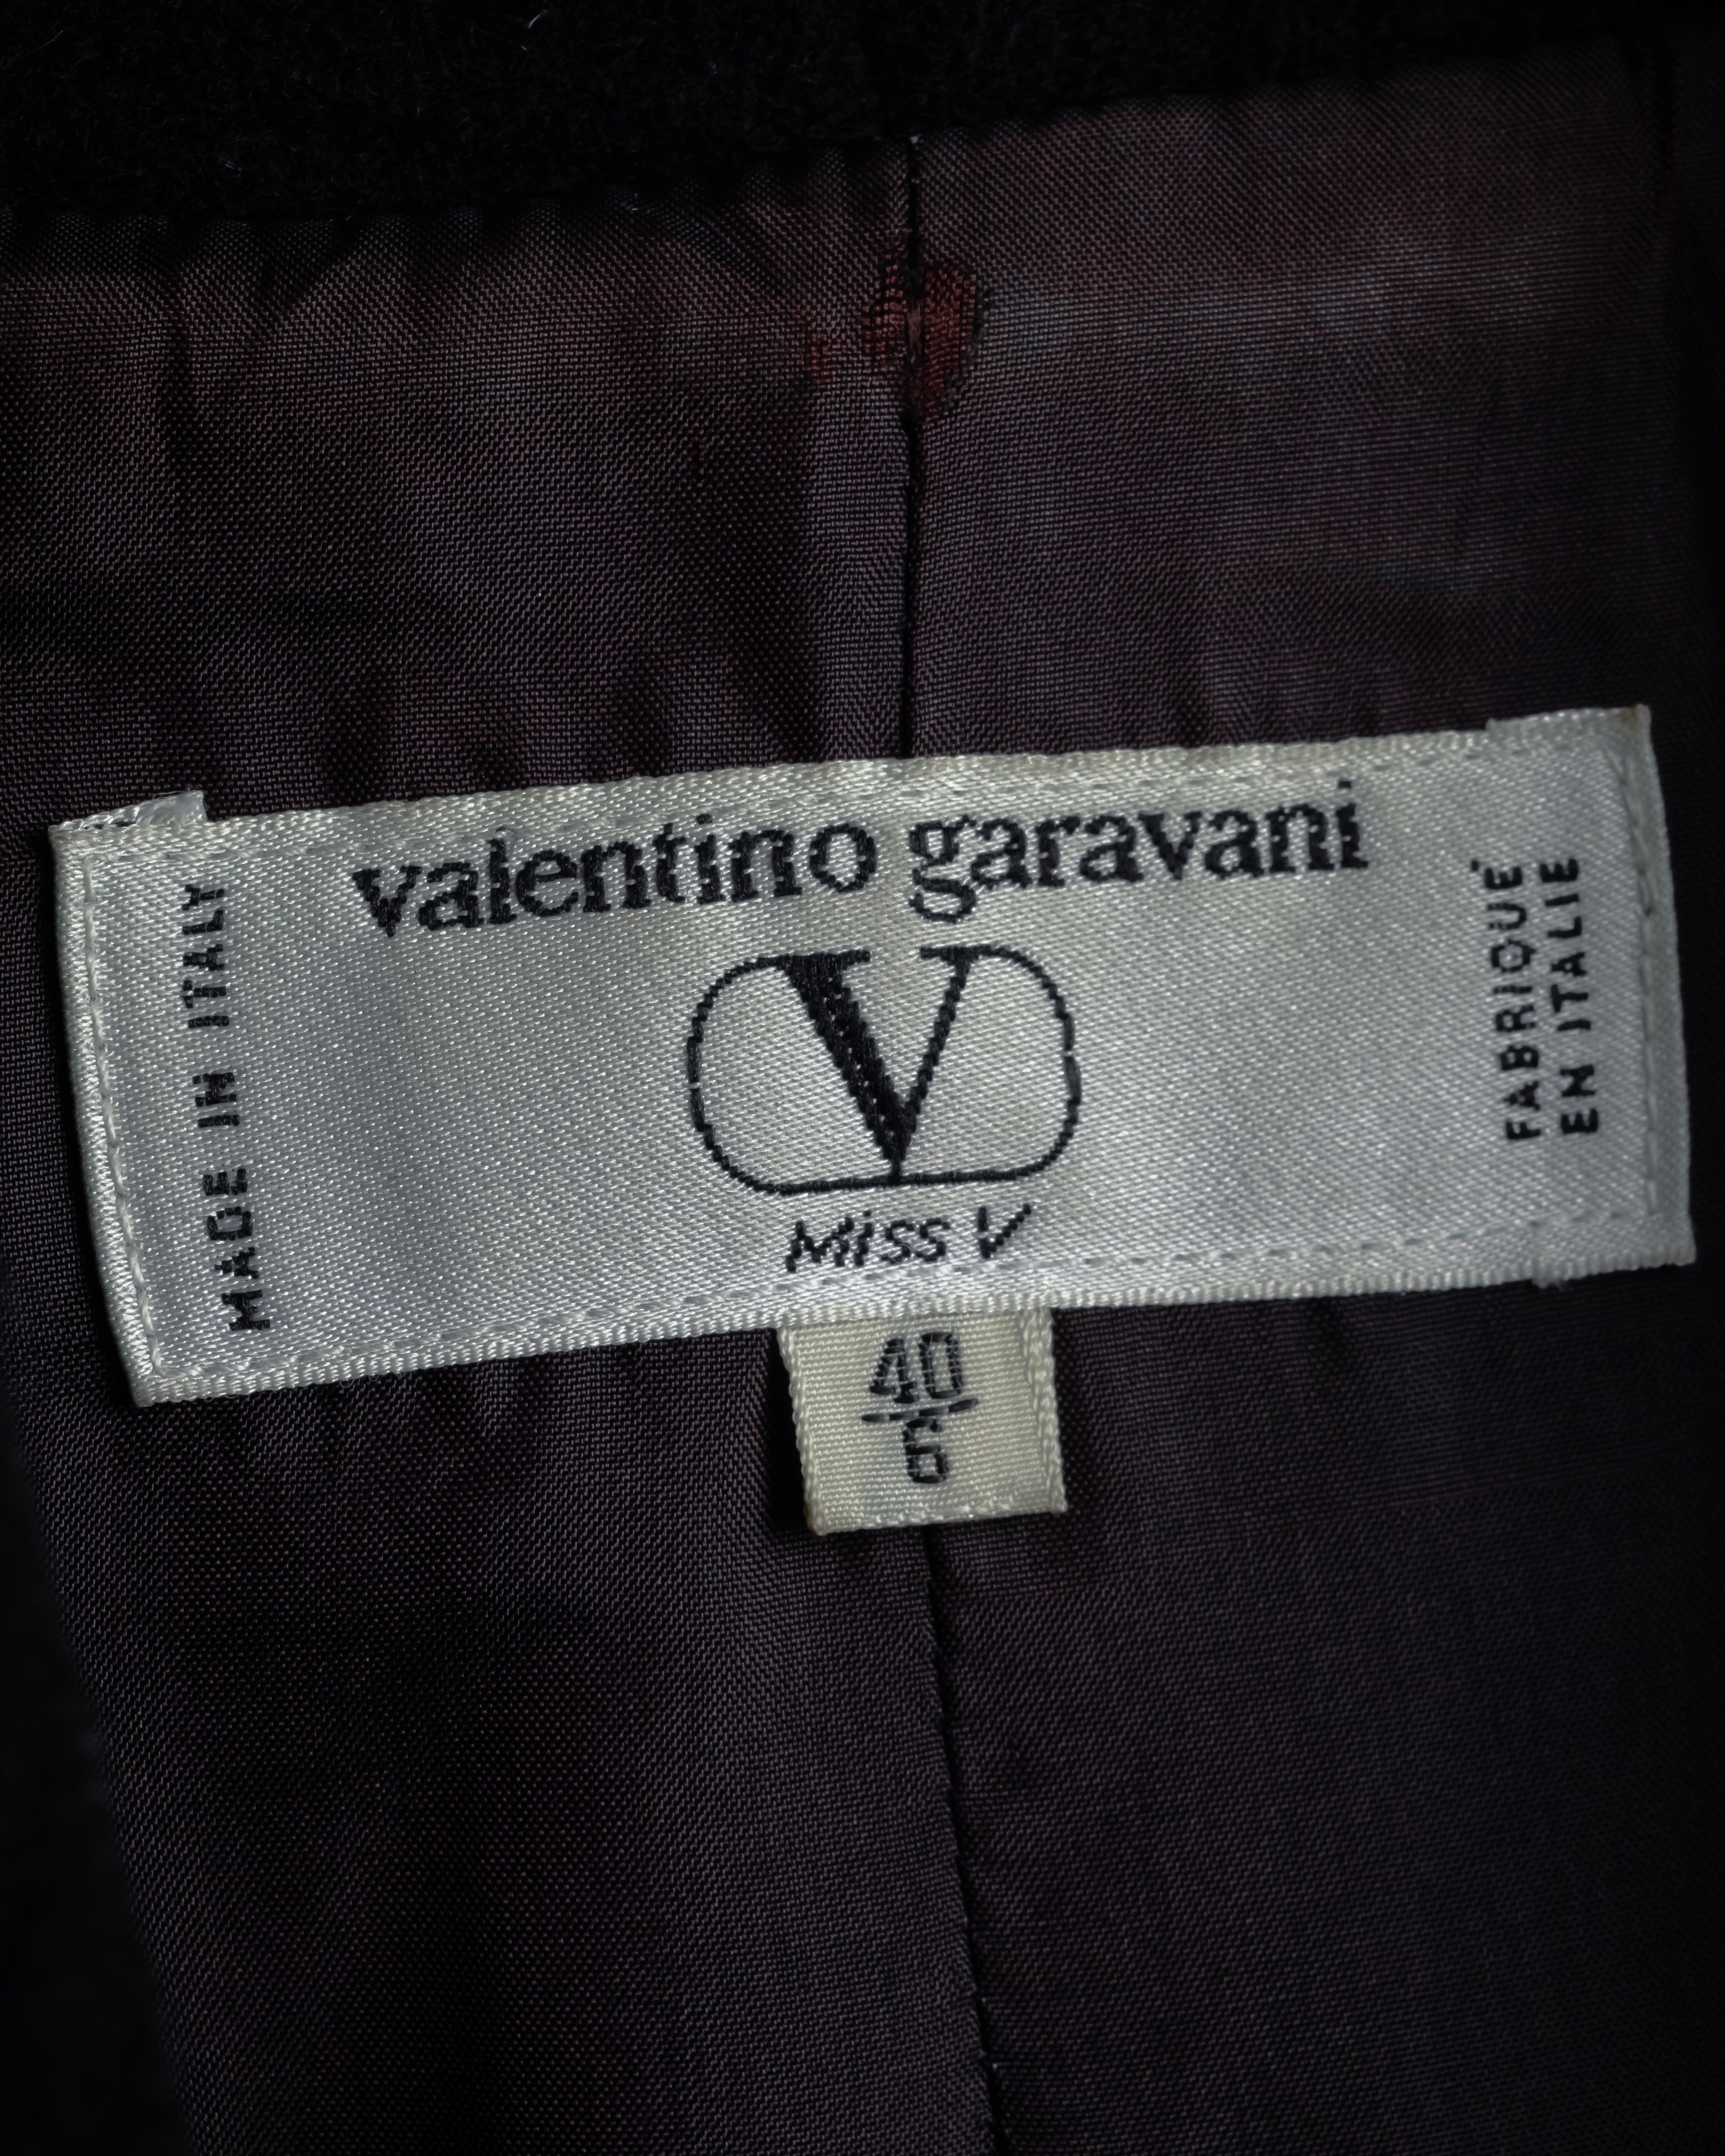 valentino garavani
V
Miss V
MADE IN ITALY
FABRIQUÉ
EN ITALIE
40
6